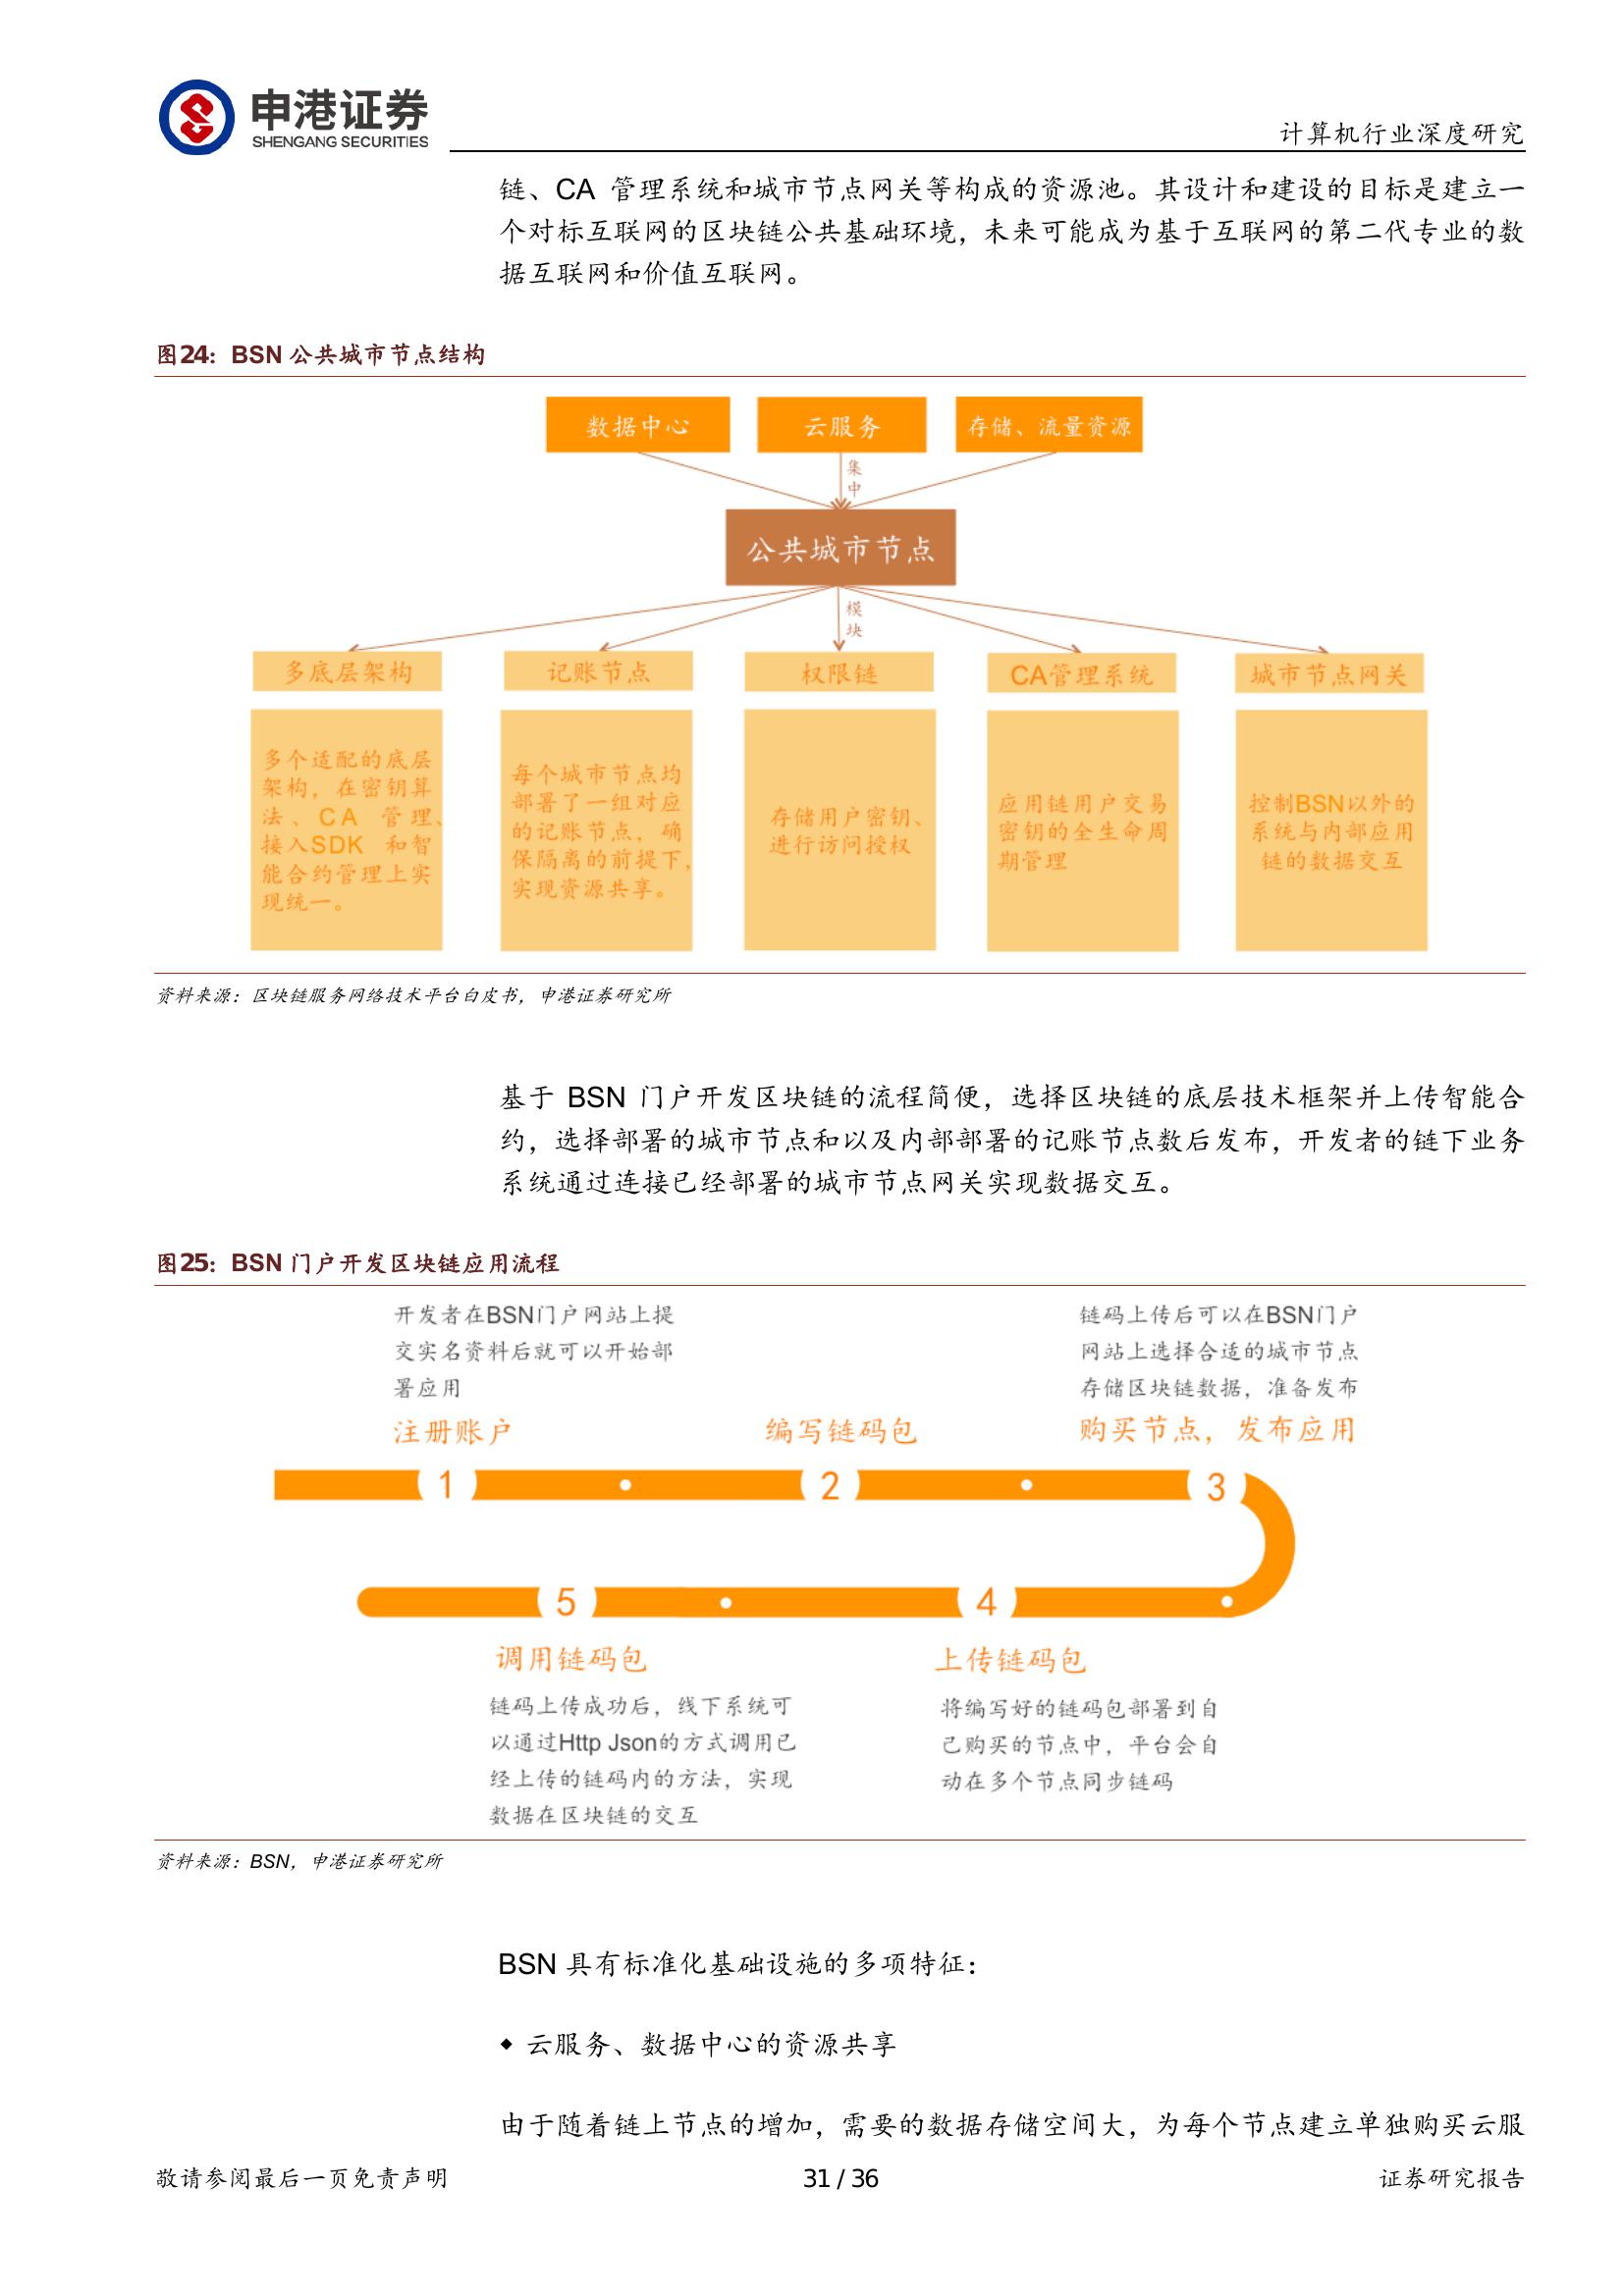 申港证券
SHENGANG SECURITIES
计算机行业深度研究
链、CA 管理系统和城市节点网关等构成的资源池。其设计和建设的目标是建立一
个对标互联网的区块链公共基础环境，未来可能成为基于互联网的第二代专业的数
据互联网和价值互联网。
图24：BSN 公共城市节点结构
数据中心
云服务
存储、流量资源
集
中
公共城市节点
模
块
多底层架构
记账节点
权限链
CA管理系统
城市节点网关
多个适配的底层
架构，在密钥算
法、CA 管理、
接入SDK 和智
能合约管理上实
现统一。
每个城市节点均
部署了一组对应
的记账节点，确
保隔离的前提下，
实现资源共享。
存储用户密钥、
进行访问授权
应用链用户交易
密钥的全生命周
期管理
控制BSN以外的
系统与内部应用
链的数据交互
资料来源：区块链服务网络技术平台白皮书，申港证券研究所
基于 BSN 门户开发区块链的流程简便，选择区块链的底层技术框架并上传智能合
约，选择部署的城市节点和以及内部部署的记账节点数后发布，开发者的链下业务
系统通过连接已经部署的城市节点网关实现数据交互。
图25：BSN 门户开发区块链应用流程
开发者在BSN门户网站上提
交实名资料后就可以开始部
署应用
注册账户
编写链码包
链码上传后可以在BSN门户
网站上选择合适的城市节点
存储区块链数据，准备发布
购买节点，发布应用
1
2
3
5
4
调用链码包
链码上传成功后，线下系统可
以通过Http Json的方式调用已
经上传的链码内的方法，实现
数据在区块链的交互
上传链码包
将编写好的链码包部署到自
己购买的节点中，平台会自
动在多个节点同步链码
资料来源：BSN，申港证券研究所
BSN 具有标准化基础设施的多项特征：
◆ 云服务、数据中心的资源共享
由于随着链上节点的增加，需要的数据存储空间大，为每个节点建立单独购买云服
敬请参阅最后一页免责声明
31 / 36
证券研究报告